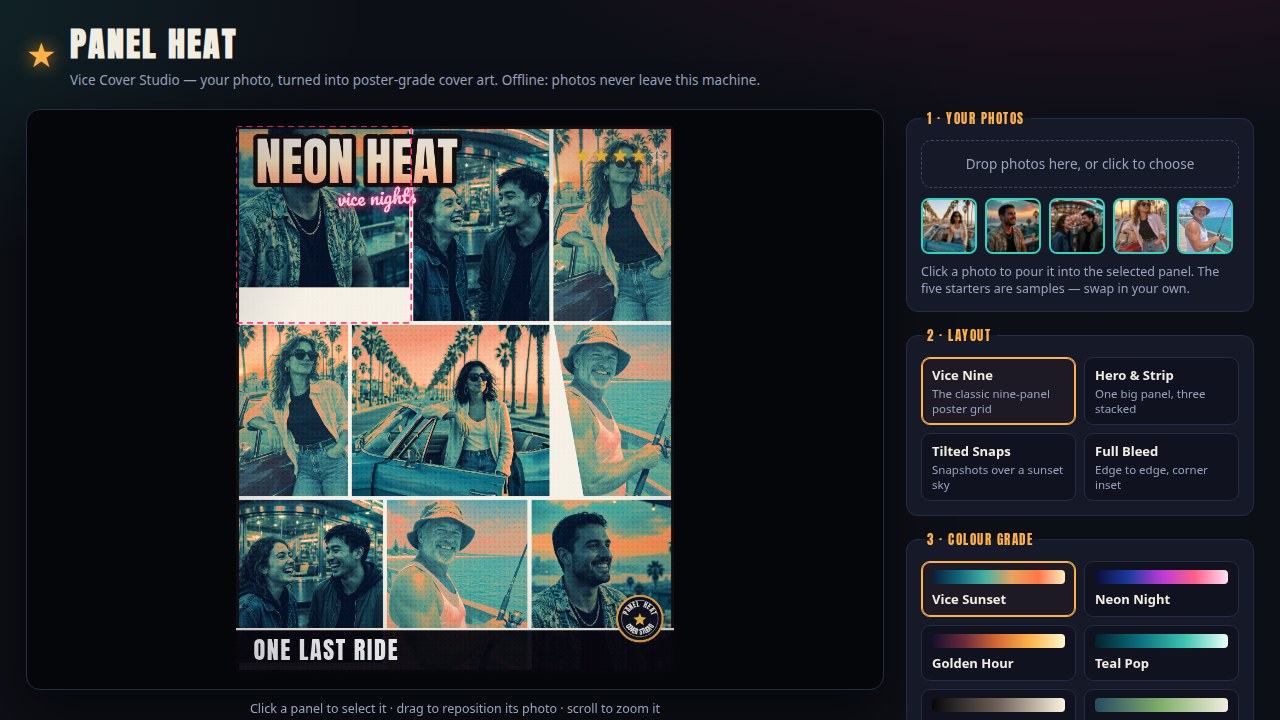 PANEL HEAT
Vice Cover Studio — your photo, turned into poster-grade cover art. Offline: photos never leave this machine.
NEON HEAT
vice nights
ONE LAST RIDE
PANEL HEAT
COVER STUDIO
Click a panel to select it · drag to reposition its photo · scroll to zoom it
1 · YOUR PHOTOS
Drop photos here, or click to choose
Click a photo to pour it into the selected panel. The
five starters are samples — swap in your own.
2 · LAYOUT
Vice Nine
The classic nine-panel
poster grid
Hero & Strip
One big panel, three
stacked
Tilted Snaps
Snapshots over a sunset
sky
Full Bleed
Edge to edge, corner
inset
3 · COLOUR GRADE
Vice Sunset
Neon Night
Golden Hour
Teal Pop